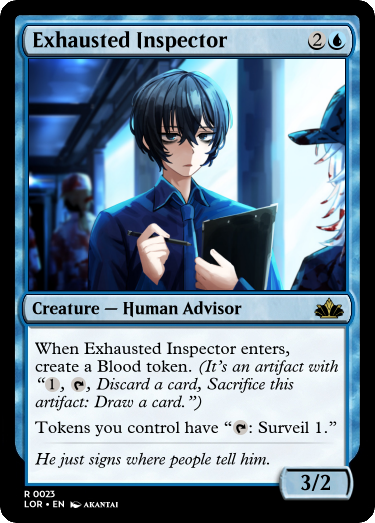 Exhausted Inspector 2
Creature — Human Advisor
When Exhausted Inspector enters,
create a Blood token. (It's an artifact with
“1, , Discard a card, Sacrifice this
artifact: Draw a card.”)
Tokens you control have “: Surveil 1.”
He just signs where people tell him.
3/2
R 0023
LOR • EN AKANTAI